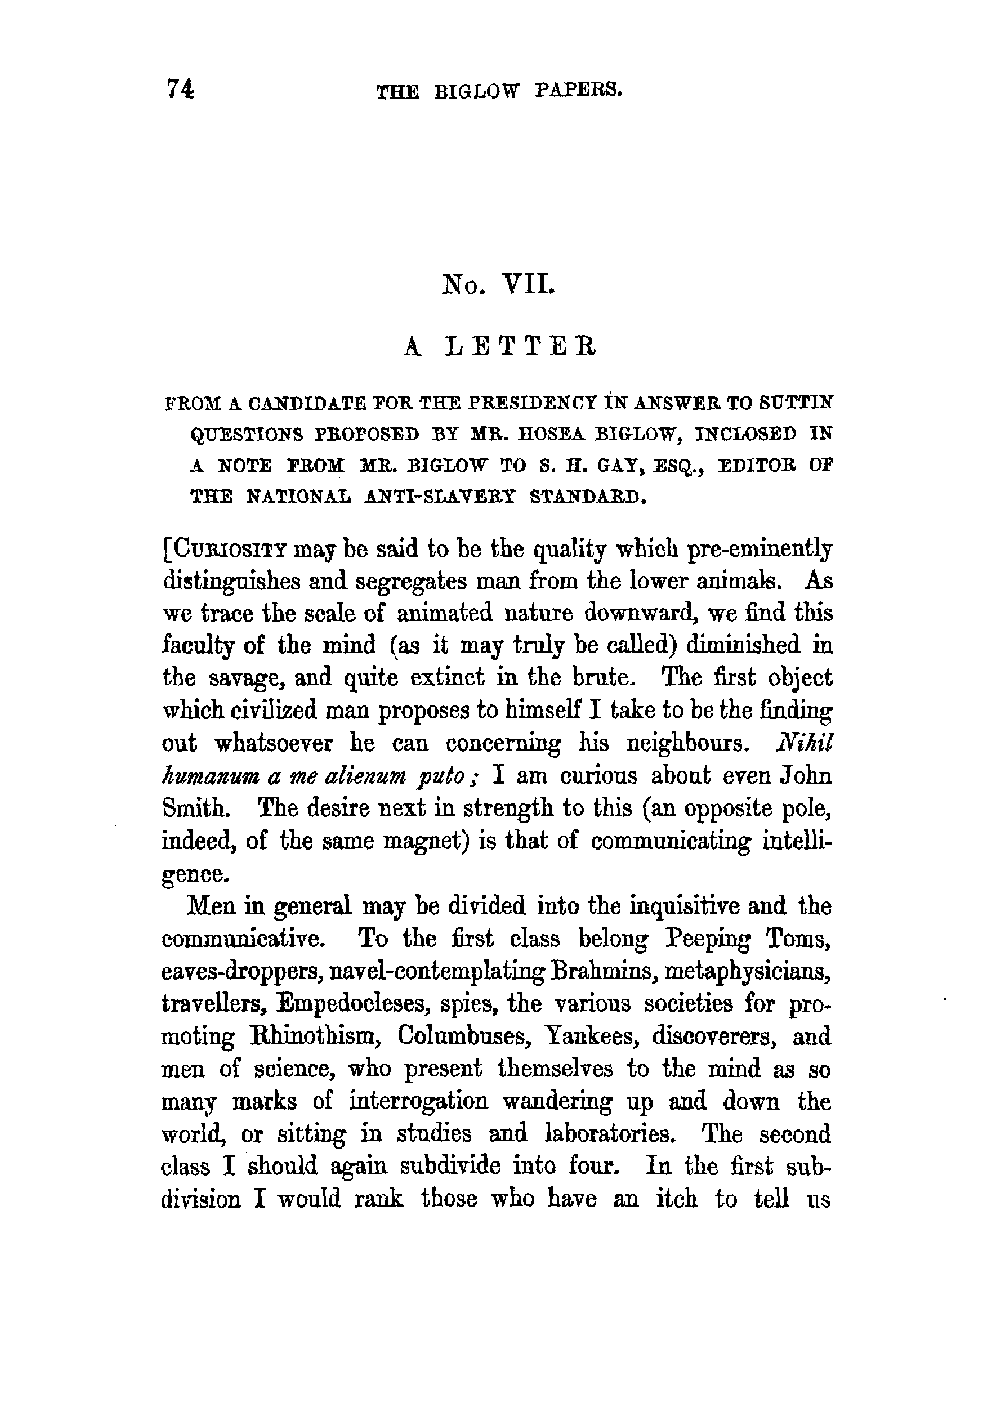 74 THE BIGLOW PAPERS.
No. VII.
A LETTER
FROM A CANDIDATE FOR THE PRESIDENCY IN ANSWER TO SUTTIN
QUESTIONS PROPOSED BY MR. HOSEA BIGLOW, INCLOSED IN
A NOTE FROM MR. BIGLOW TO S. H. GAY, ESQ., EDITOR OF
THE NATIONAL ANTI-SLAVERY STANDARD.
[CURIOSITY may be said to be the quality which pre-eminently
distinguishes and segregates man from the lower animals. As
we trace the scale of animated nature downward, we find this
faculty of the mind (as it may truly be called) diminished in
the savage, and quite extinct in the brute. The first object
which civilized man proposes to himself I take to be the finding
out whatsoever he can concerning his neighbours. Nihil
humanum a me alienum puto; I am curious about even John
Smith. The desire next in strength to this (an opposite pole,
indeed, of the same magnet) is that of communicating intelli-
gence.
Men in general may be divided into the inquisitive and the
communicative. To the first class belong Peeping Toms,
eaves-droppers, navel-contemplating Brahmins, metaphysicians,
travellers, Empedocleses, spies, the various societies for pro-
moting Rhinothism, Columbuses, Yankees, discoverers, and
men of science, who present themselves to the mind as so
many marks of interrogation wandering up and down the
world, or sitting in studies and laboratories. The second
class I should again subdivide into four. In the first sub-
division I would rank those who have an itch to tell us